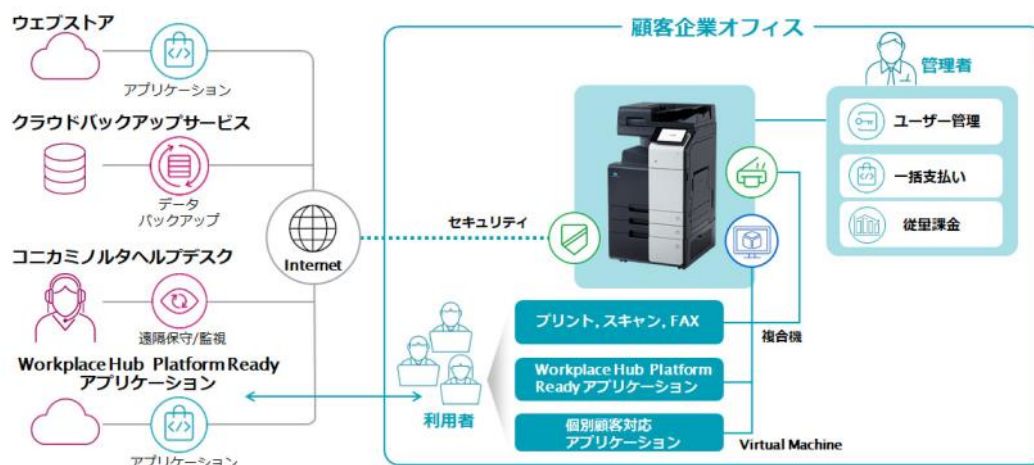 ウェブストア
アプリケーション
クラウドバックアップサービス
データ
バックアップ
コニカミノルタヘルプデスク
遠隔保守/監視
Workplace Hub Platform Ready
アプリケーション
アプリケーション
Internet
セキュリティ
顧客企業オフィス
管理者
ユーザー管理
一括支払い
従量課金
利用者
プリント,スキャン,FAX
Workplace Hub Platform
Ready アプリケーション
個別顧客対応
アプリケーション
複合機
Virtual Machine